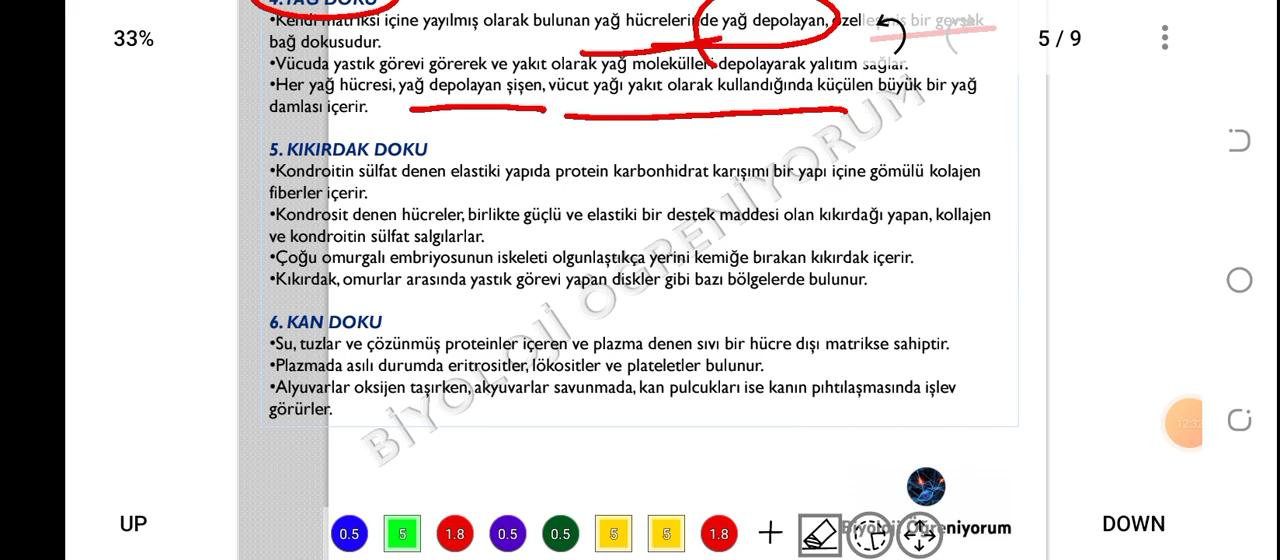 33%
4. YAĞ DOKU
5 / 9
•Kendi matriksi içine yayılmış olarak bulunan yağ hücrelerinde yağ depolayan, özelleşmiş bir gevşek
bağ dokusudur.
•Vücuda yastık görevi görerek ve yakıt olarak yağ molekülleri depolayarak yalıtım sağlar.
•Her yağ hücresi, yağ depolayan şişen, vücut yağı yakıt olarak kullandığında küçülen büyük bir yağ
damlası içerir.
5. KIKIRDAK DOKU
•Kondroitin sülfat denen elastiki yapıda protein karbonhidrat karışımı bir yapı içine gömülü kolajen
fiberler içerir.
•Kondrosit denen hücreler, birlikte güçlü ve elastiki bir destek maddesi olan kıkırdağı yapan, kollajen
ve kondroitin sülfat salgılarlar.
•Çoğu omurgalı embriyosunun iskeleti olgunlaştıkça yerini kemiğe bırakan kıkırdak içerir.
•Kıkırdak, omurlar arasında yastık görevi yapan diskler gibi bazı bölgelerde bulunur.
6. KAN DOKU
•Su, tuzlar ve çözünmüş proteinler içeren ve plazma denen sıvı bir hücre dışı matrikse sahiptir.
•Plazmada asılı durumda eritrositler, lökositler ve plateletler bulunur.
•Alyuvarlar oksijen taşırken, akyuvarlar savunmada, kan pulcukları ise kanın pıhtılaşmasında işlev
görürler.
BİYOLOJİ ÖĞRENİYORUM
12:32
UP
0.5 5 1.8 0.5 0.5 5 5 1.8
Biyoloji Öğreniyorum
DOWN